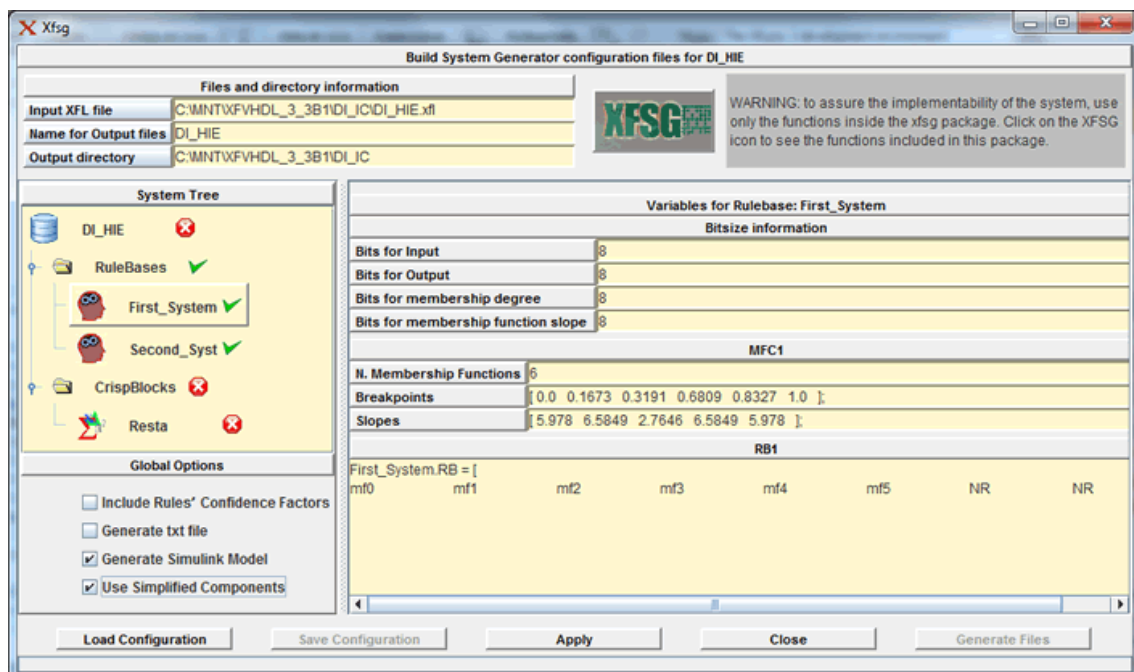 Xfsg
Build System Generator configuration files for DI_HIE
Files and directory information
Input XFL file C:\MNT\XFVHDL_3_3B1\DI_IC\DI_HIE.xfl
Name for Output files DI_HIE
Output directory C:\MNT\XFVHDL_3_3B1\DI_IC
XFSG
WARNING: to assure the implementability of the system, use
only the functions inside the xfsg package. Click on the XFSG
icon to see the functions included in this package.
System Tree
DI_HIE
RuleBases
First_System
Second_Syst
CrispBlocks
Resta
Global Options
Include Rules' Confidence Factors
Generate txt file
Generate Simulink Model
Use Simplified Components
Variables for Rulebase: First_System
Bitsize information
Bits for Input 8
Bits for Output 8
Bits for membership degree 8
Bits for membership function slope 8
MFC1
N. Membership Functions 6
Breakpoints [ 0.0 0.1673 0.3191 0.6809 0.8327 1.0 ];
Slopes [ 5.978 6.5849 2.7646 6.5849 5.978 ];
RB1
First_System.RB = [
mf0 mf1 mf2 mf3 mf4 mf5 NR NR
Load Configuration Save Configuration Apply Close Generate Files